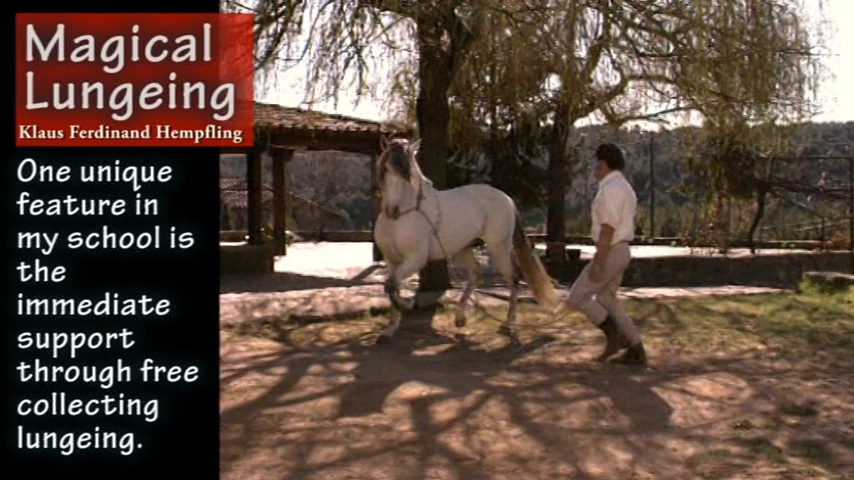 Magical
Lungeing
Klaus Ferdinand Hempfling
One unique
feature in
my school is
the
immediate
support
through free
collecting
lungeing.